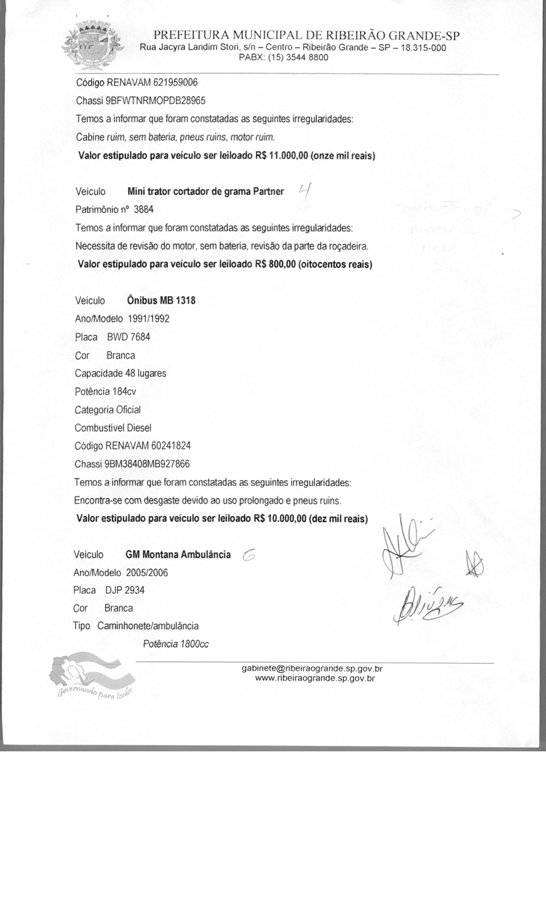 PREFEITURA MUNICIPAL DE RIBEIRÃO GRANDE-SP
Rua Jacyra Landim Stori, s/n – Centro – Ribeirão Grande – SP – 18.315-000
PABX: (15) 3544 8800
Código RENAVAM 621959006
Chassi 9BFWTNRMOPDB28965
Temos a informar que foram constatadas as seguintes irregularidades:
Cabine ruim, sem bateria, pneus ruins, motor ruim.
Valor estipulado para veículo ser leiloado R$ 11.000,00 (onze mil reais)
Veiculo Mini trator cortador de grama Partner 4
Patrimônio nº 3884
Temos a informar que foram constatadas as seguintes irregularidades:
Necessita de revisão do motor, sem bateria, revisão da parte da roçadeira.
Valor estipulado para veículo ser leiloado R$ 800,00 (oitocentos reais)
Veiculo Ônibus MB 1318
Ano/Modelo 1991/1992
Placa BWD 7684
Cor Branca
Capacidade 48 lugares
Potência 184cv
Categoria Oficial
Combustivel Diesel
Código RENAVAM 60241824
Chassi 9BM38408MB927866
Temos a informar que foram constatadas as seguintes irregularidades:
Encontra-se com desgaste devido ao uso prolongado e pneus ruins.
Valor estipulado para veículo ser leiloado R$ 10.000,00 (dez mil reais)
Veiculo GM Montana Ambulância 6
Ano/Modelo 2005/2006
Placa DJP 2934
Cor Branca
Tipo Caminhonete/ambulância
Potência 1800cc
governando para todos
gabinete@ribeiraogrande.sp.gov.br
www.ribeiraogrande.sp.gov.br